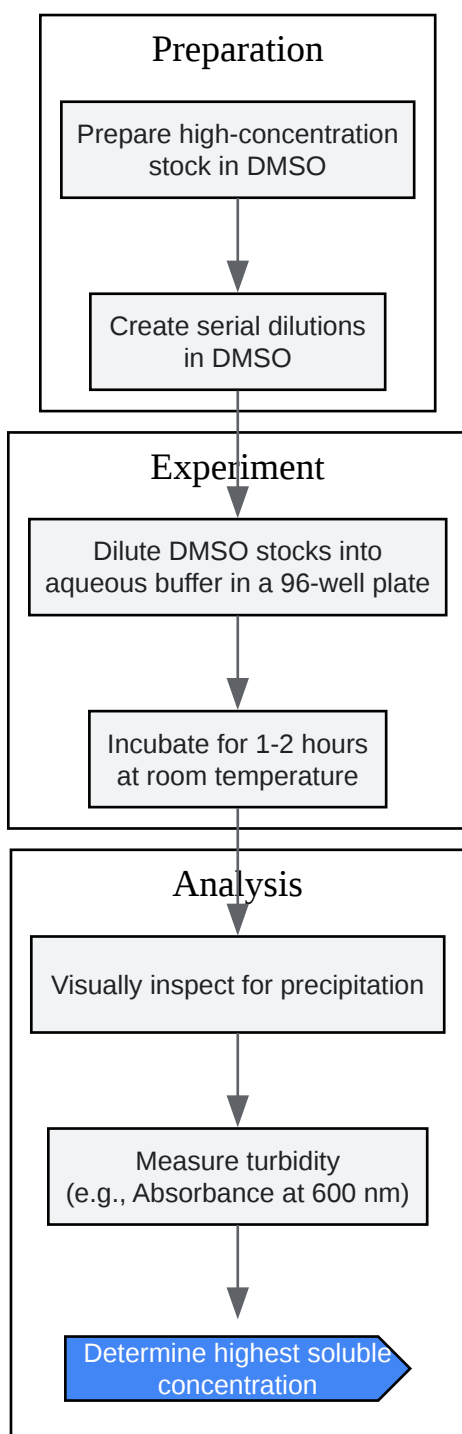 Preparation
Prepare high-concentration
stock in DMSO
Create serial dilutions
in DMSO
Experiment
Dilute DMSO stocks into
aqueous buffer in a 96-well plate
Incubate for 1-2 hours
at room temperature
Analysis
Visually inspect for precipitation
Measure turbidity
(e.g., Absorbance at 600 nm)
Determine highest soluble
concentration